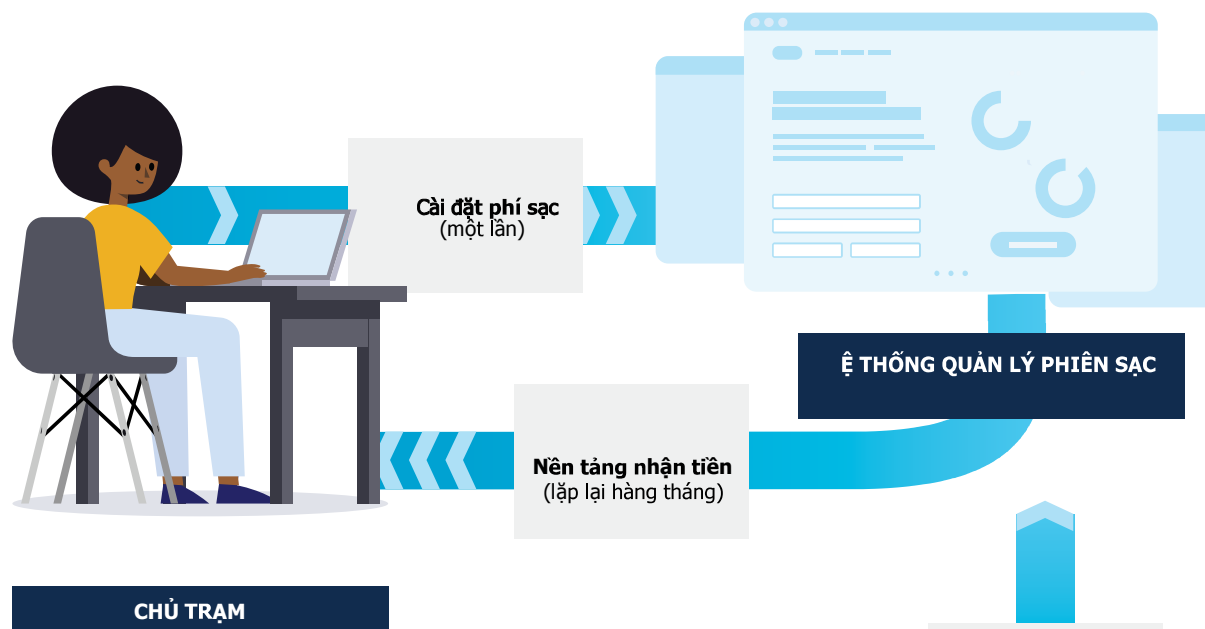 Cài đặt phí sạc
(một lần)
Ệ THỐNG QUẢN LÝ PHIÊN SẠC
Nền tảng nhận tiền
(lặp lại hàng tháng)
CHỦ TRẠM